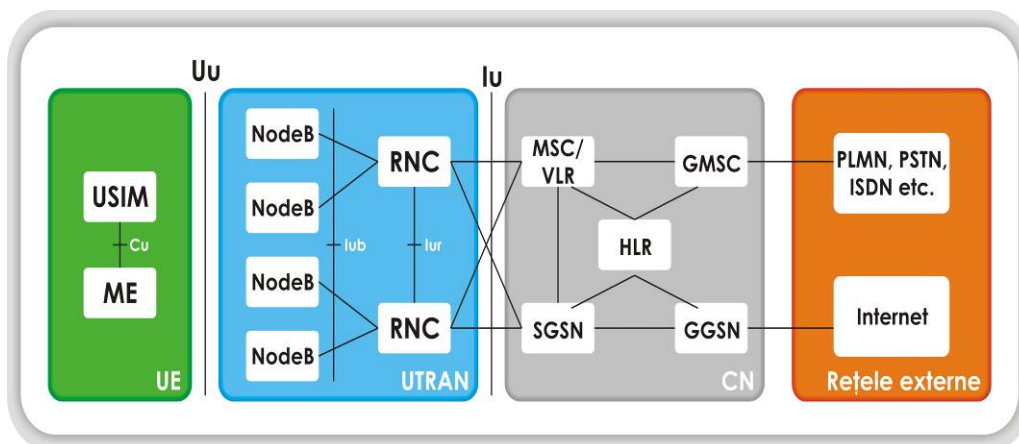 Uu
Iu
USIM
Cu
ME
UE
NodeB
NodeB
NodeB
NodeB
Iub
RNC
Iur
RNC
UTRAN
MSC/
VLR
GMSC
HLR
SGSN
GGSN
CN
PLMN, PSTN,
ISDN etc.
Internet
Rețele externe